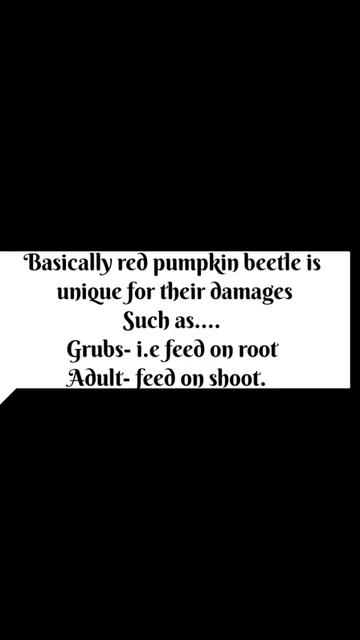 Basically red pumpkin beetle is
unique for their damages
Such as....
Grubs- i.e feed on root
Adult- feed on shoot.